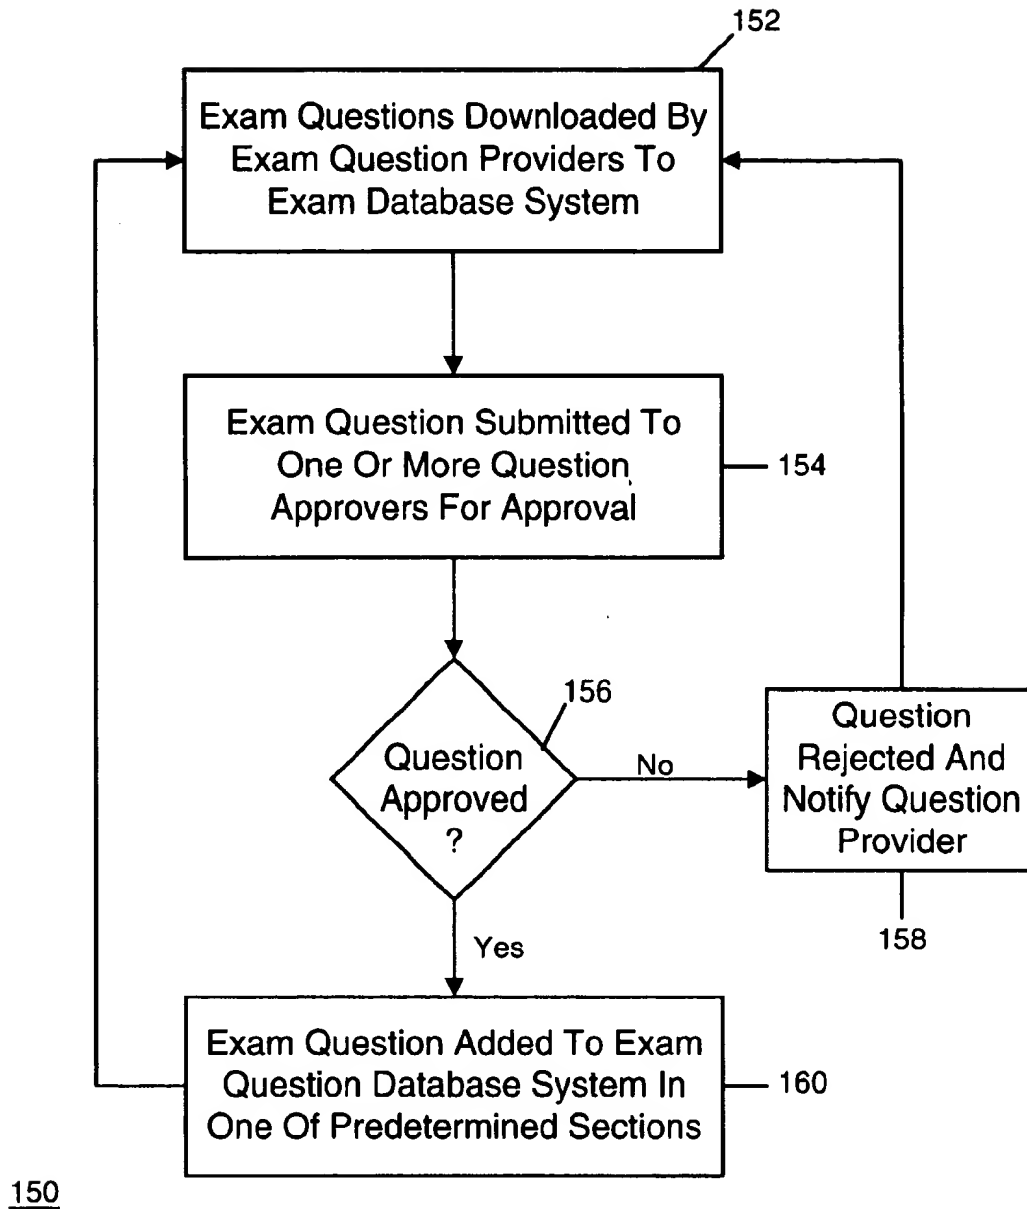 152
Exam Questions Downloaded By
Exam Question Providers To
Exam Database System
Exam Question Submitted To
One Or More Question
Approvers For Approval
154
156
Question
Approved
?
No
Question
Rejected And
Notify Question
Provider
158
Yes
Exam Question Added To Exam
Question Database System In
One Of Predetermined Sections
160
150